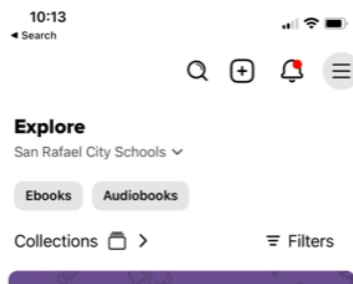 10:13
Search
Explore
San Rafael City Schools
Ebooks Audiobooks
Collections Filters